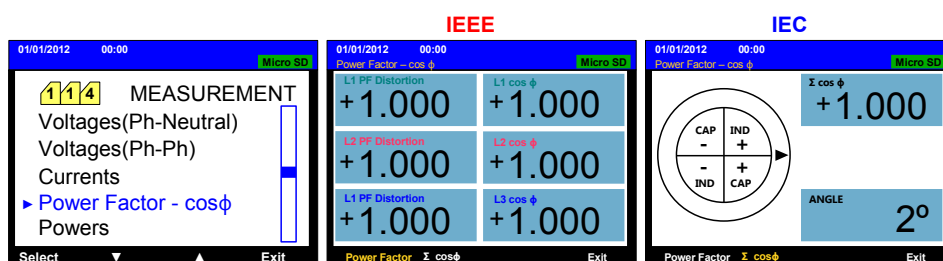 IEEE
IEC
01/01/2012 00:00
Micro SD
1 1 4 MEASUREMENT
Voltages(Ph-Neutral)
Voltages(Ph-Ph)
Currents
► Power Factor - cosϕ
Powers
Select ▼ ▲ Exit
01/01/2012 00:00
Power Factor – cos ϕ
Micro SD
L1 PF Distortion
+1.000
L1 cos ϕ
+1.000
L2 PF Distortion
+1.000
L2 cos ϕ
+1.000
L1 PF Distortion
+1.000
L3 cos ϕ
+1.000
Power Factor Σ cosϕ Exit
01/01/2012 00:00
Power Factor – cos ϕ
Micro SD
CAP IND
- +
- +
IND CAP
Σ cos ϕ
+1.000
ANGLE
2º
Power Factor Σ cosϕ Exit